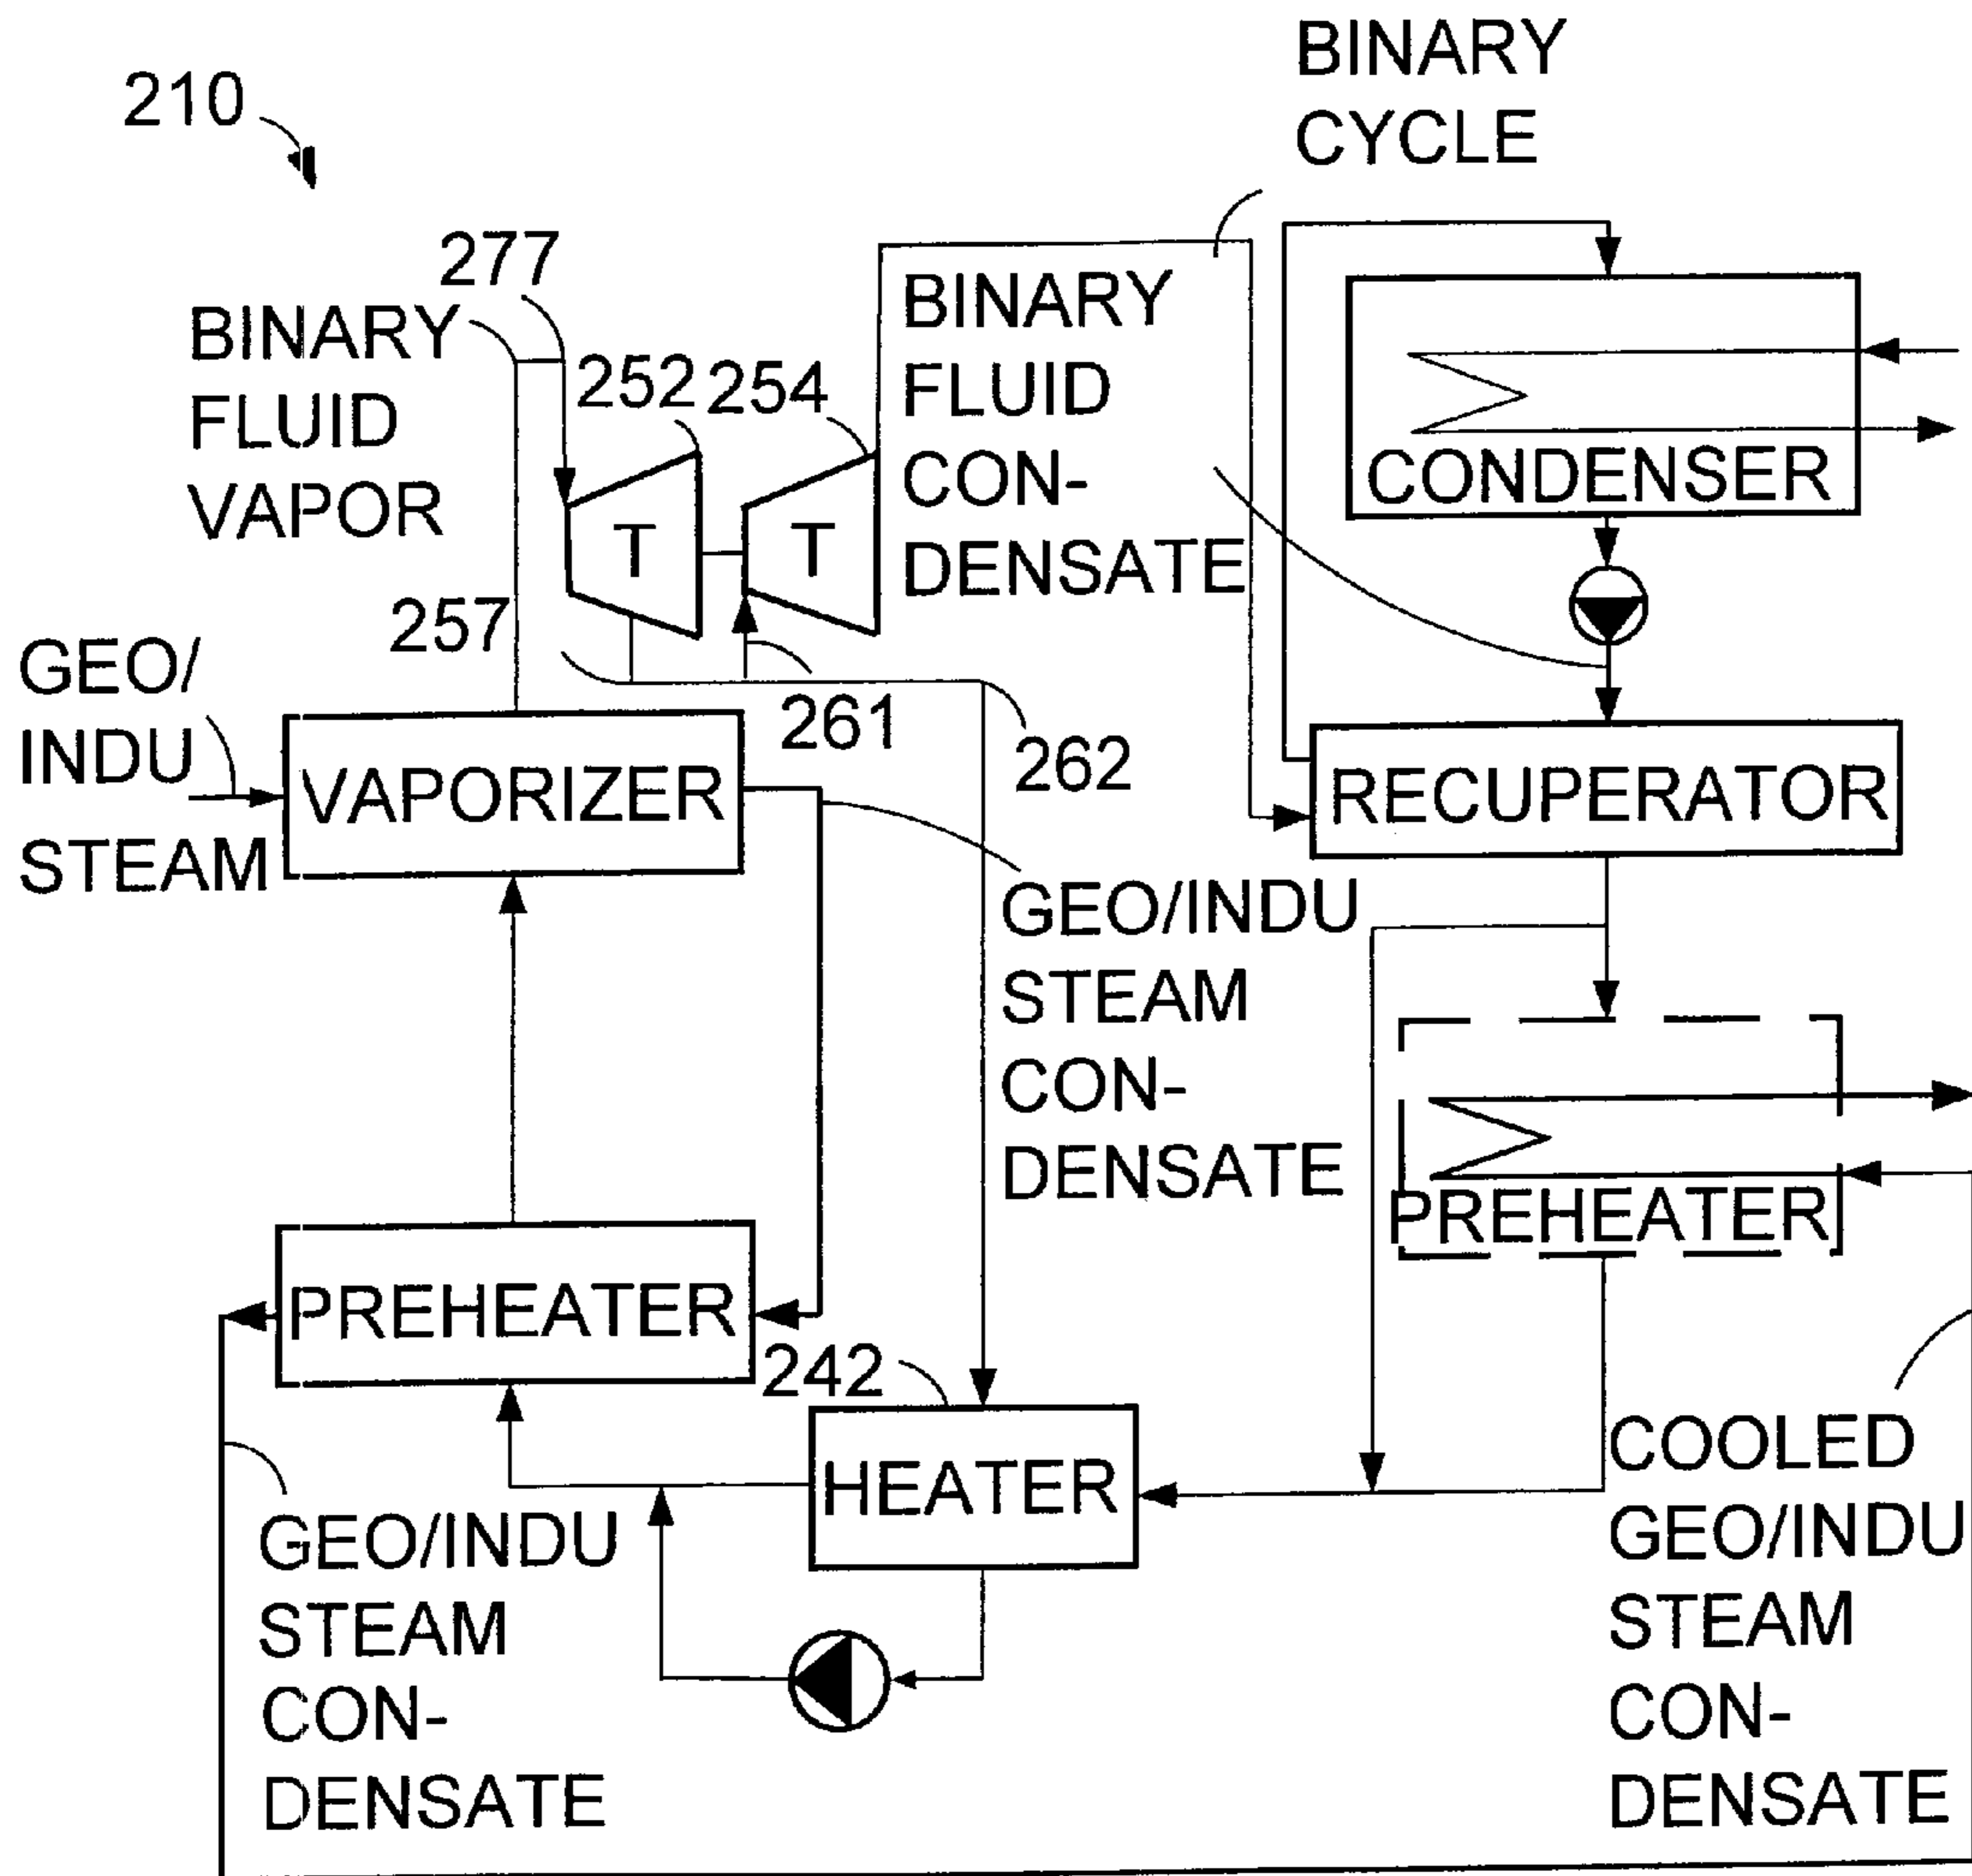 210
BINARY
CYCLE
277
BINARY
FLUID
VAPOR
252
254
BINARY
FLUID
CON-
DENSATE
CONDENSER
T
T
257
261
262
GEO/
INDU
STEAM
VAPORIZER
RECUPERATOR
GEO/INDU
STEAM
CON-
DENSATE
PREHEATER
PREHEATER
242
HEATER
GEO/INDU
STEAM
CON-
DENSATE
COOLED
GEO/INDU
STEAM
CON-
DENSATE